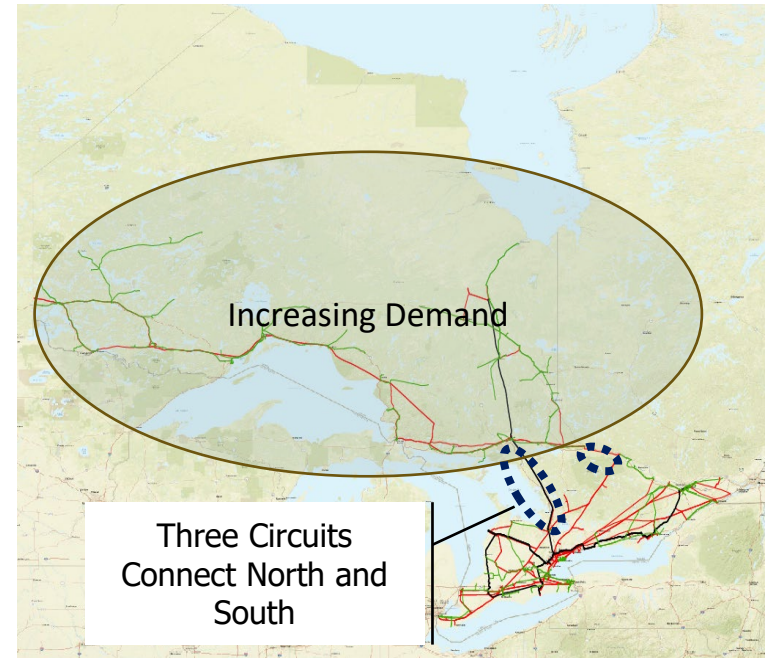 Increasing Demand
Three Circuits
Connect North and
South